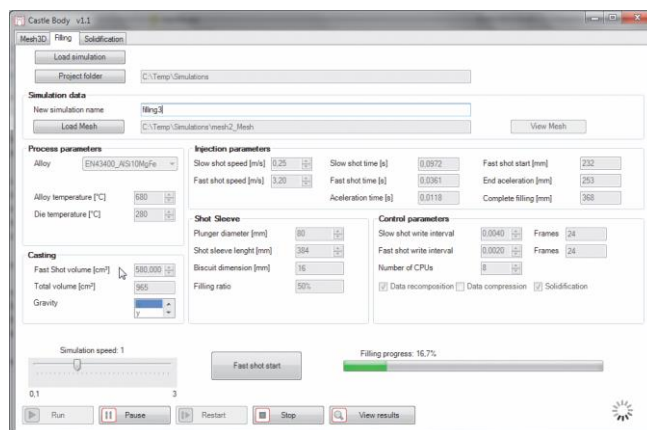 Castle Body v1.1
Mesh3D Filling Solidification
Load simulation
Project folder C:\Temp\Simulations
Simulation data
New simulation name filling3
Load Mesh C:\Temp\Simulations\mesh2_Mesh View Mesh
Process parameters Injection parameters
Alloy EN43400_AlSi10MgFe Slow shot speed [m/s] 0,25 Slow shot time [s] 0,0972 Fast shot start [mm] 232
Fast shot speed [m/s] 3,20 Fast shot time [s] 0,0361 End aceleration [mm] 253
Alloy temperature [°C] 680 Aceleration time [s] 0,0118 Complete filling [mm] 368
Die temperature [°C] 280
Shot Sleeve Control parameters
Plunger diameter [mm] 80 Slow shot write interval 0,0040 Frames 24
Casting Shot sleeve lenght [mm] 384 Fast shot write interval 0,0020 Frames 24
Fast Shot volume [cm³] 580,000 Biscuit dimension [mm] 16 Number of CPUs 8
Total volume [cm³] 965 Filling ratio 50% Data recomposition Data compression Solidification
Gravity y
Simulation speed: 1 Filling progress: 16,7%
Fast shot start
0,1 3
Run Pause Restart Stop View results